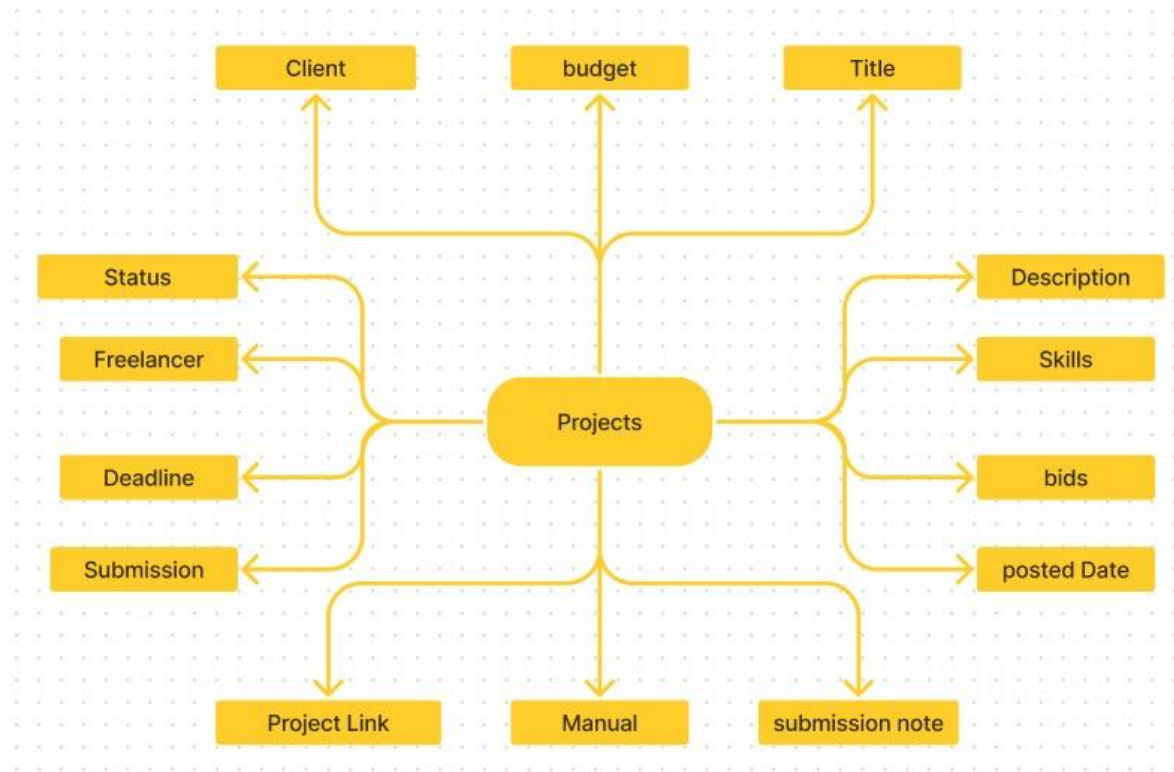 Client
budget
Title
Status
Description
Freelancer
Skills
Projects
Deadline
bids
Submission
posted Date
Project Link
Manual
submission note